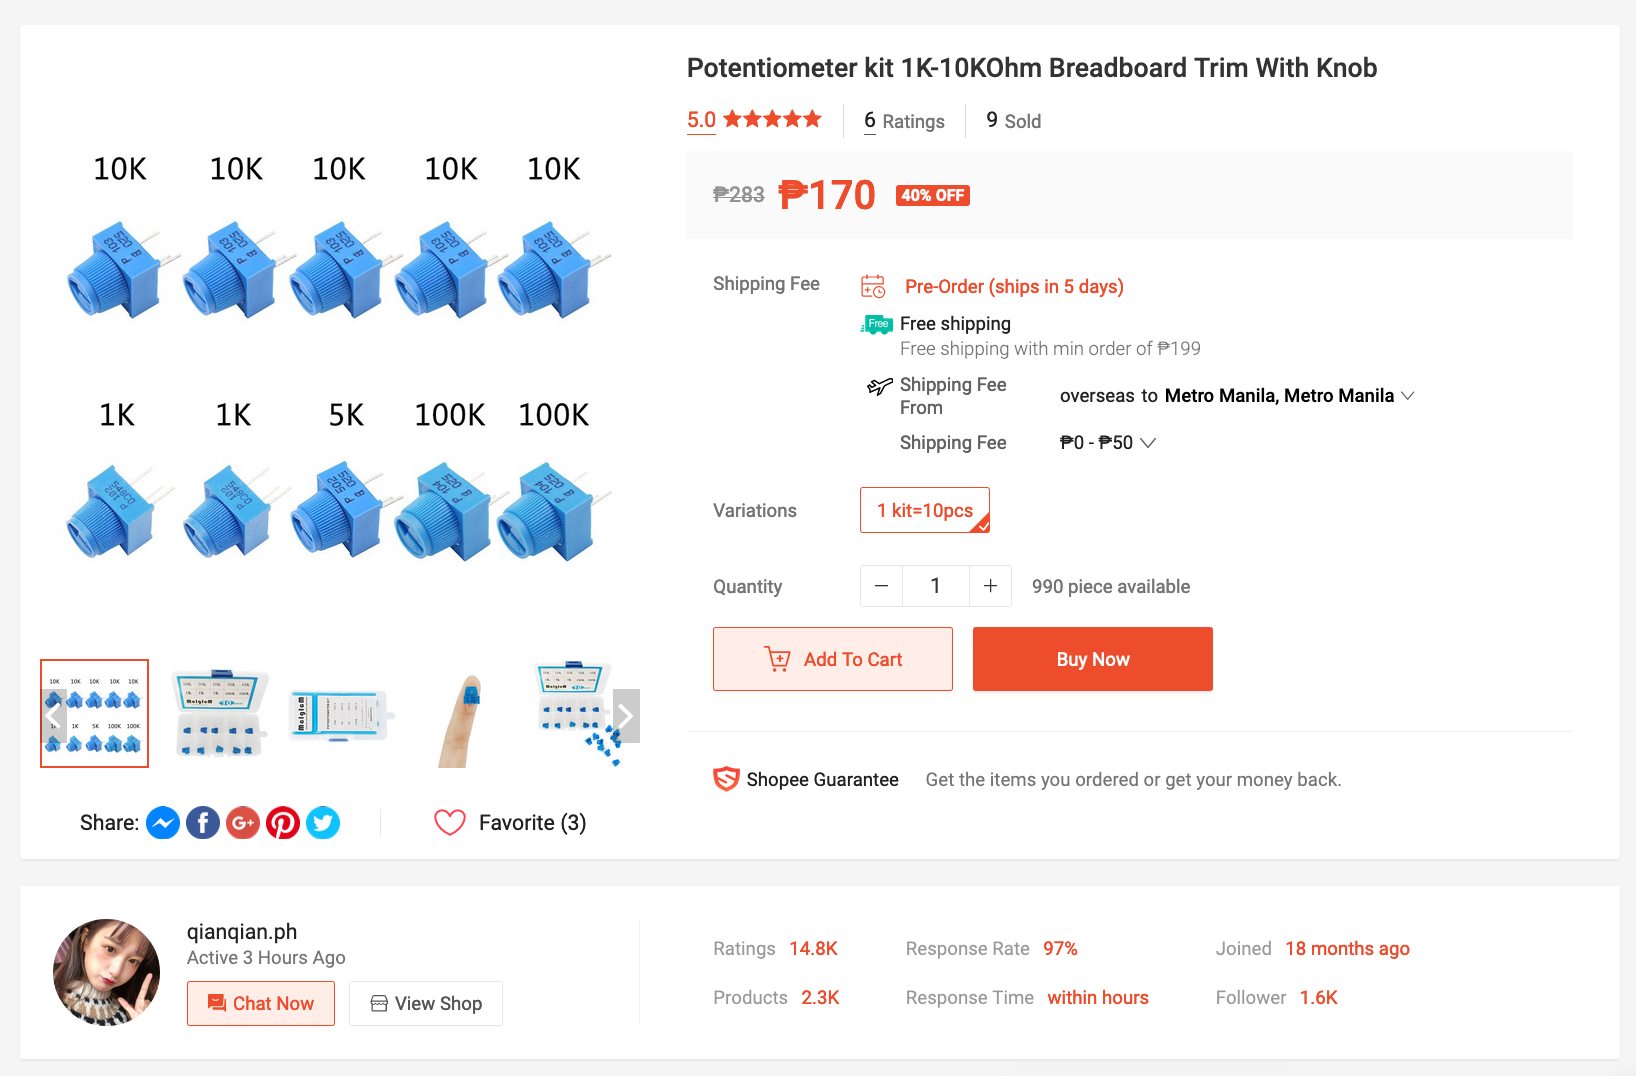 Potentiometer kit 1K-10KOhm Breadboard Trim With Knob
5.0
6 Ratings
9 Sold
₱283 ₱170 40% OFF
10K 10K 10K 10K 10K
1K 1K 5K 100K 100K
Shipping Fee
Pre-Order (ships in 5 days)
Free
Free shipping
Free shipping with min order of ₱199
Shipping Fee From
overseas to Metro Manila, Metro Manila
Shipping Fee
₱0 - ₱50
Variations
1 kit=10pcs
Quantity
1
990 piece available
Add To Cart
Buy Now
Shopee Guarantee
Get the items you ordered or get your money back.
Share:
Favorite (3)
qianqian.ph
Active 3 Hours Ago
Chat Now
View Shop
Ratings 14.8K
Response Rate 97%
Joined 18 months ago
Products 2.3K
Response Time within hours
Follower 1.6K